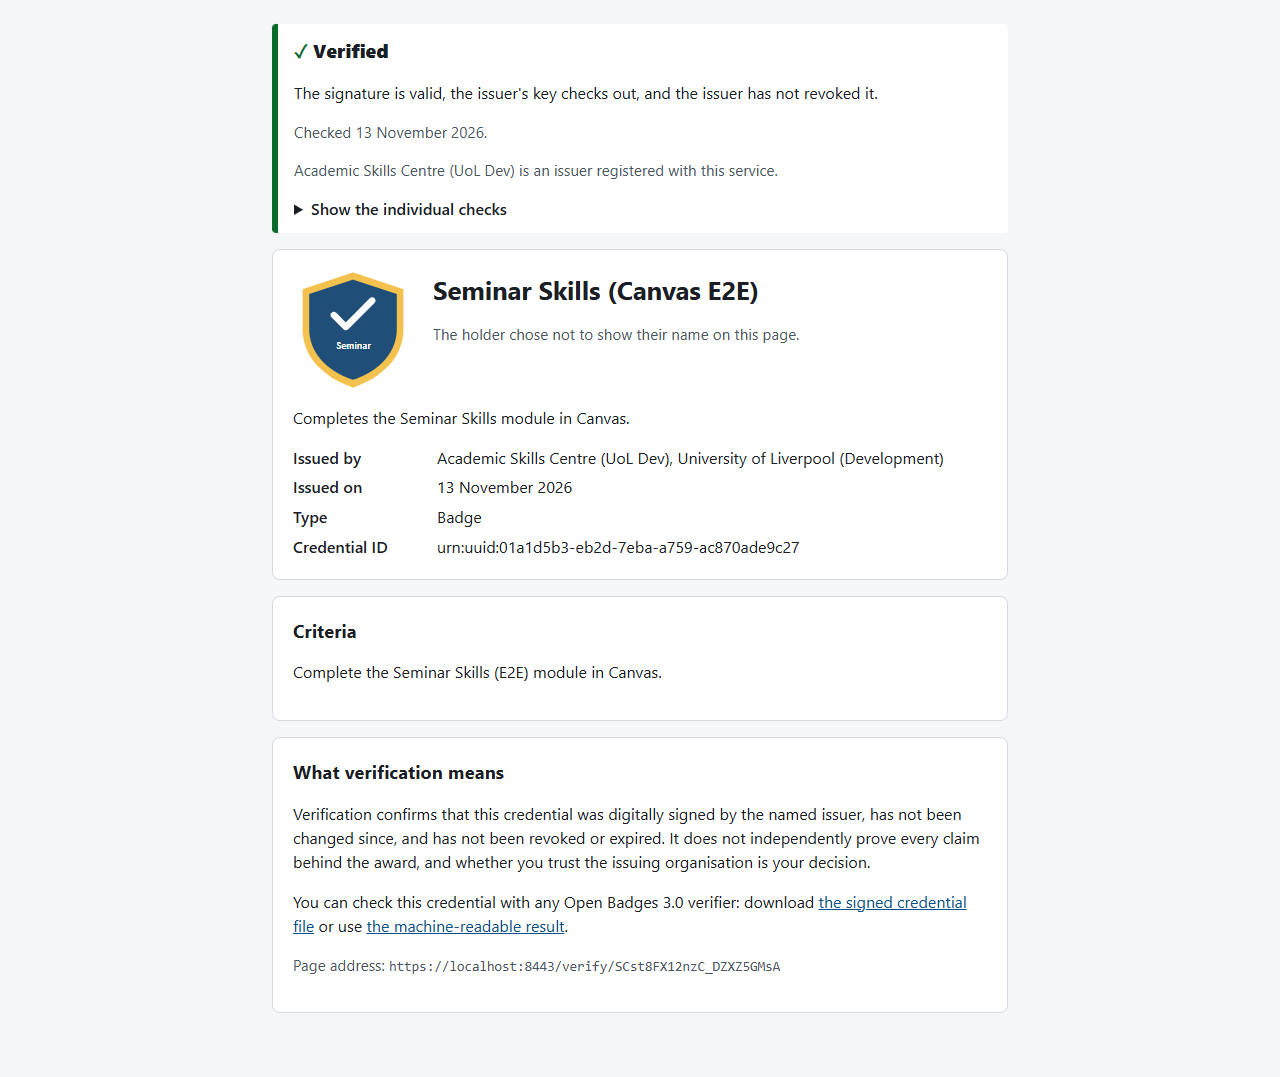 ✓ Verified
The signature is valid, the issuer's key checks out, and the issuer has not revoked it.
Checked 13 November 2026.
Academic Skills Centre (UoL Dev) is an issuer registered with this service.
▶ Show the individual checks
Seminar
Seminar Skills (Canvas E2E)
The holder chose not to show their name on this page.
Completes the Seminar Skills module in Canvas.
Issued by Academic Skills Centre (UoL Dev), University of Liverpool (Development)
Issued on 13 November 2026
Type Badge
Credential ID urn:uuid:01a1d5b3-eb2d-7eba-a759-ac870ade9c27
Criteria
Complete the Seminar Skills (E2E) module in Canvas.
What verification means
Verification confirms that this credential was digitally signed by the named issuer, has not been
changed since, and has not been revoked or expired. It does not independently prove every claim
behind the award, and whether you trust the issuing organisation is your decision.
You can check this credential with any Open Badges 3.0 verifier: download the signed credential
file or use the machine-readable result.
Page address: https://localhost:8443/verify/SCst8FX12nzC_DZXZ5GMsA